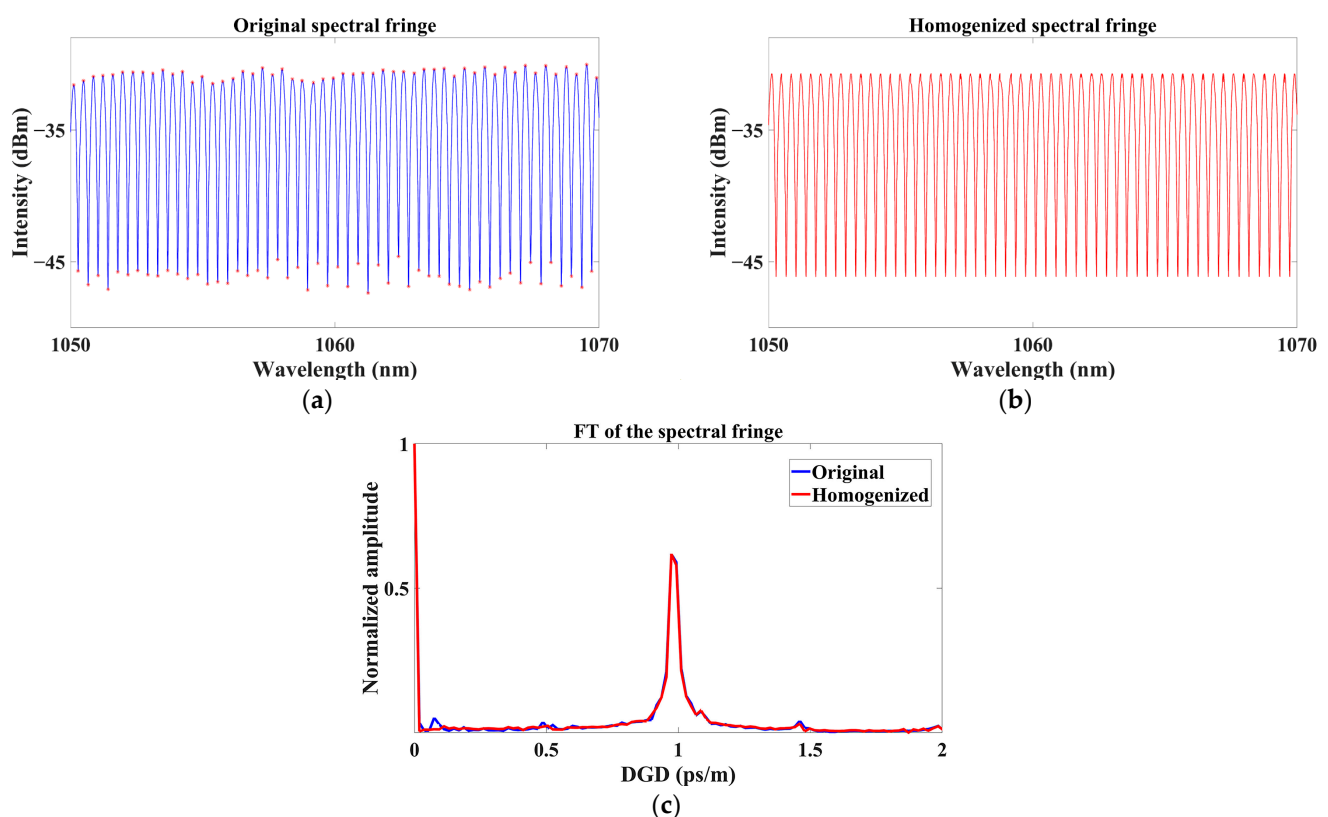 Original spectral fringe
Intensity (dBm)
−35
−45
1050
1060
1070
Wavelength (nm)
(a)
Homogenized spectral fringe
Intensity (dBm)
−35
−45
1050
1060
1070
Wavelength (nm)
(b)
FT of the spectral fringe
Normalized amplitude
1
0.5
Original
Homogenized
0
0.5
1
1.5
2
DGD (ps/m)
(c)